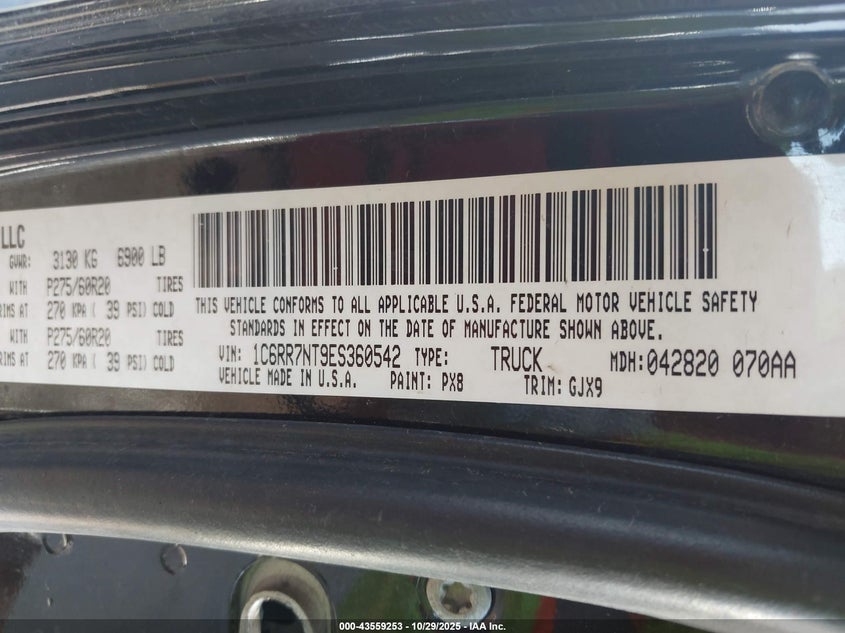 LLC
GVWR: 3130 KG 6900 LB
WITH P275/60R20 TIRES
RIMS AT 270 KPA ( 39 PSI) COLD
WITH P275/60R20 TIRES
RIMS AT 270 KPA ( 39 PSI) COLD
THIS VEHICLE CONFORMS TO ALL APPLICABLE U.S.A. FEDERAL MOTOR VEHICLE SAFETY
STANDARDS IN EFFECT ON THE DATE OF MANUFACTURE SHOWN ABOVE.
VIN: 1C6RR7NT9ES360542 TYPE: TRUCK MDH: 042820 070AA
VEHICLE MADE IN U.S.A. PAINT: PX8 TRIM: GJX9
000-43559253 - 10/29/2025 - IAA Inc.